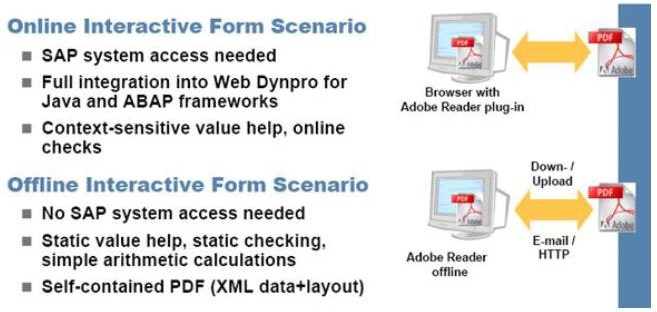 Online Interactive Form Scenario
SAP system access needed
Full integration into Web Dynpro for
Java and ABAP frameworks
Context-sensitive value help, online
checks
PDF
PDF
Adobe
Browser with
Adobe Reader plug-in
Offline Interactive Form Scenario
No SAP system access needed
Static value help, static checking,
simple arithmetic calculations
Self-contained PDF (XML data+layout)
PDF
Down- /
Upload
PDF
Adobe
E-mail /
HTTP
Adobe Reader
offline